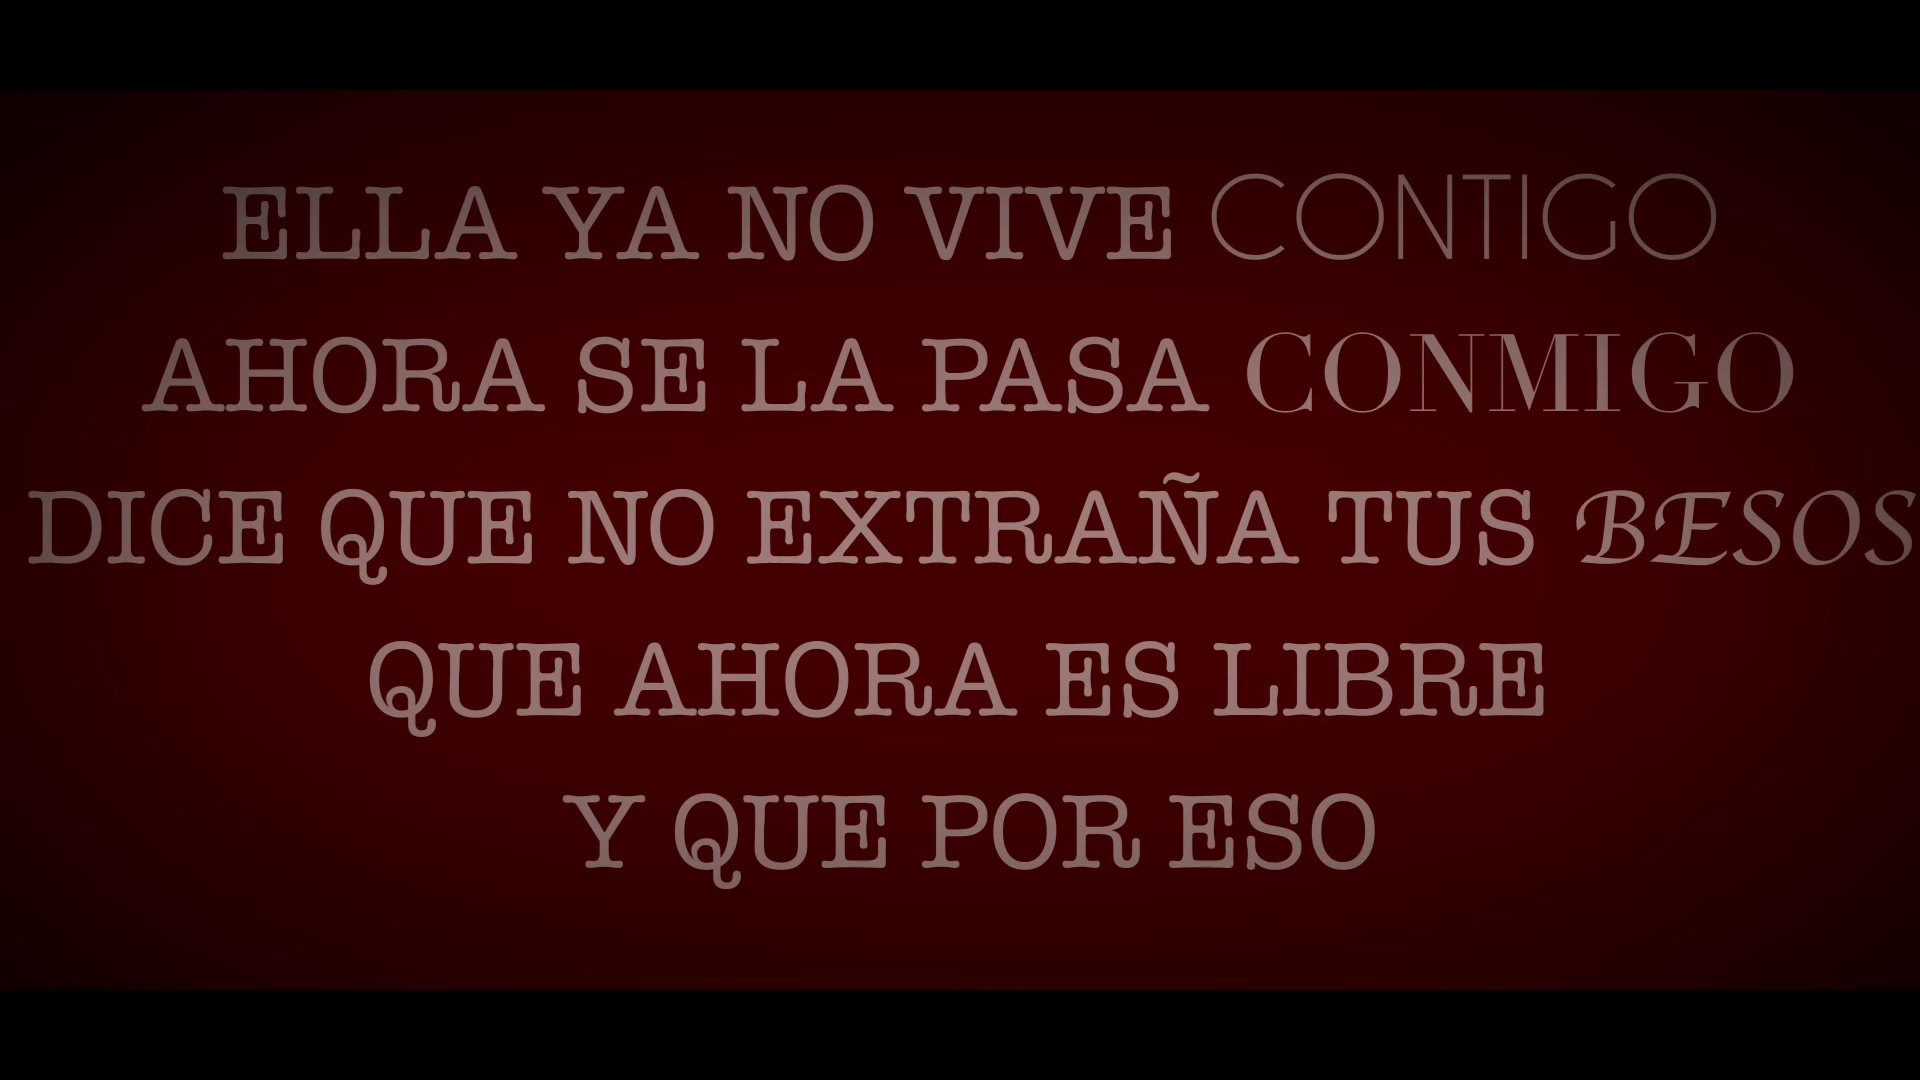 ELLA YA NO VIVE CONTIGO
AHORA SE LA PASA CONMIGO
DICE QUE NO EXTRAÑA TUS BESOS
QUE AHORA ES LIBRE
Y QUE POR ESO